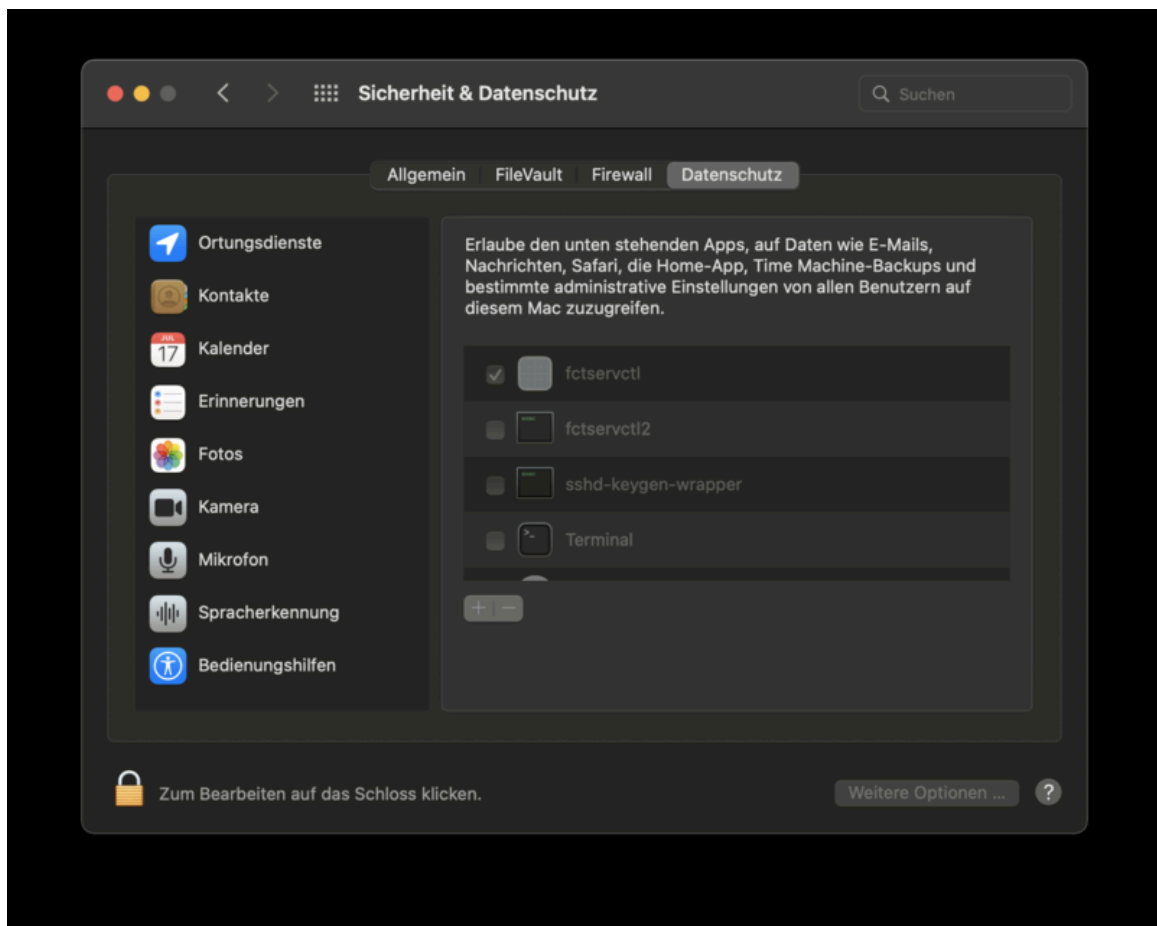 Sicherheit & Datenschutz
Suchen
Allgemein
FileVault
Firewall
Datenschutz
Ortungsdienste
Kontakte
JUL
17
Kalender
Erinnerungen
Fotos
Kamera
Mikrofon
Spracherkennung
Bedienungshilfen
Erlaube den unten stehenden Apps, auf Daten wie E-Mails,
Nachrichten, Safari, die Home-App, Time Machine-Backups und
bestimmte administrative Einstellungen von allen Benutzern auf
diesem Mac zuzugreifen.
fctservctl
fctservctl2
sshd-keygen-wrapper
Terminal
Zum Bearbeiten auf das Schloss klicken.
Weitere Optionen ...
?